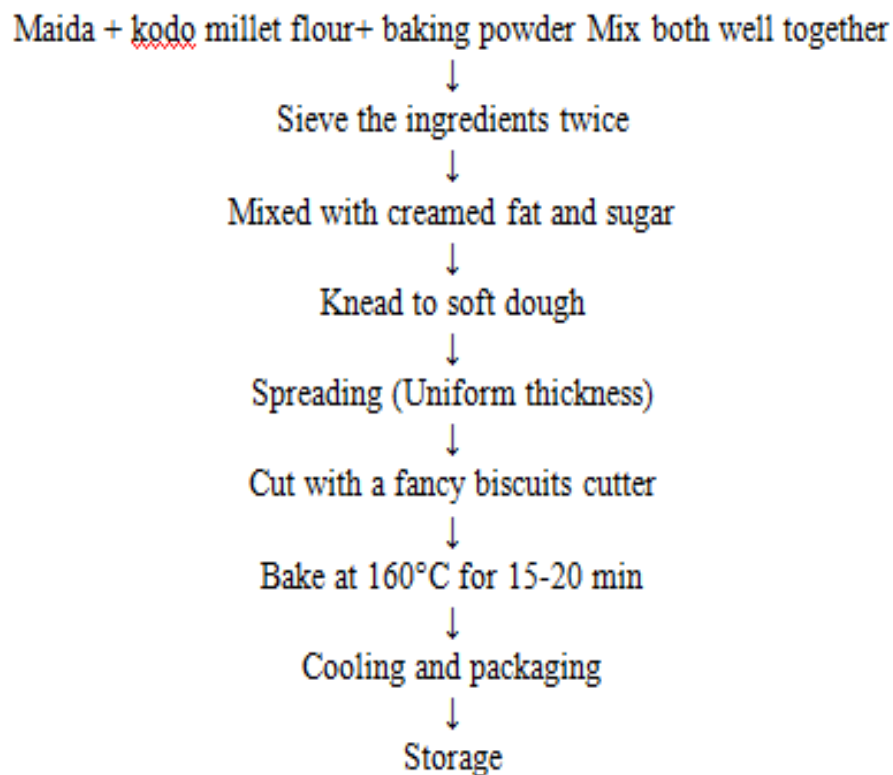 Maida + kodo millet flour+ baking powder Mix both well together
↓
Sieve the ingredients twice
↓
Mixed with creamed fat and sugar
↓
Knead to soft dough
↓
Spreading (Uniform thickness)
↓
Cut with a fancy biscuits cutter
↓
Bake at 160°C for 15-20 min
↓
Cooling and packaging
↓
Storage